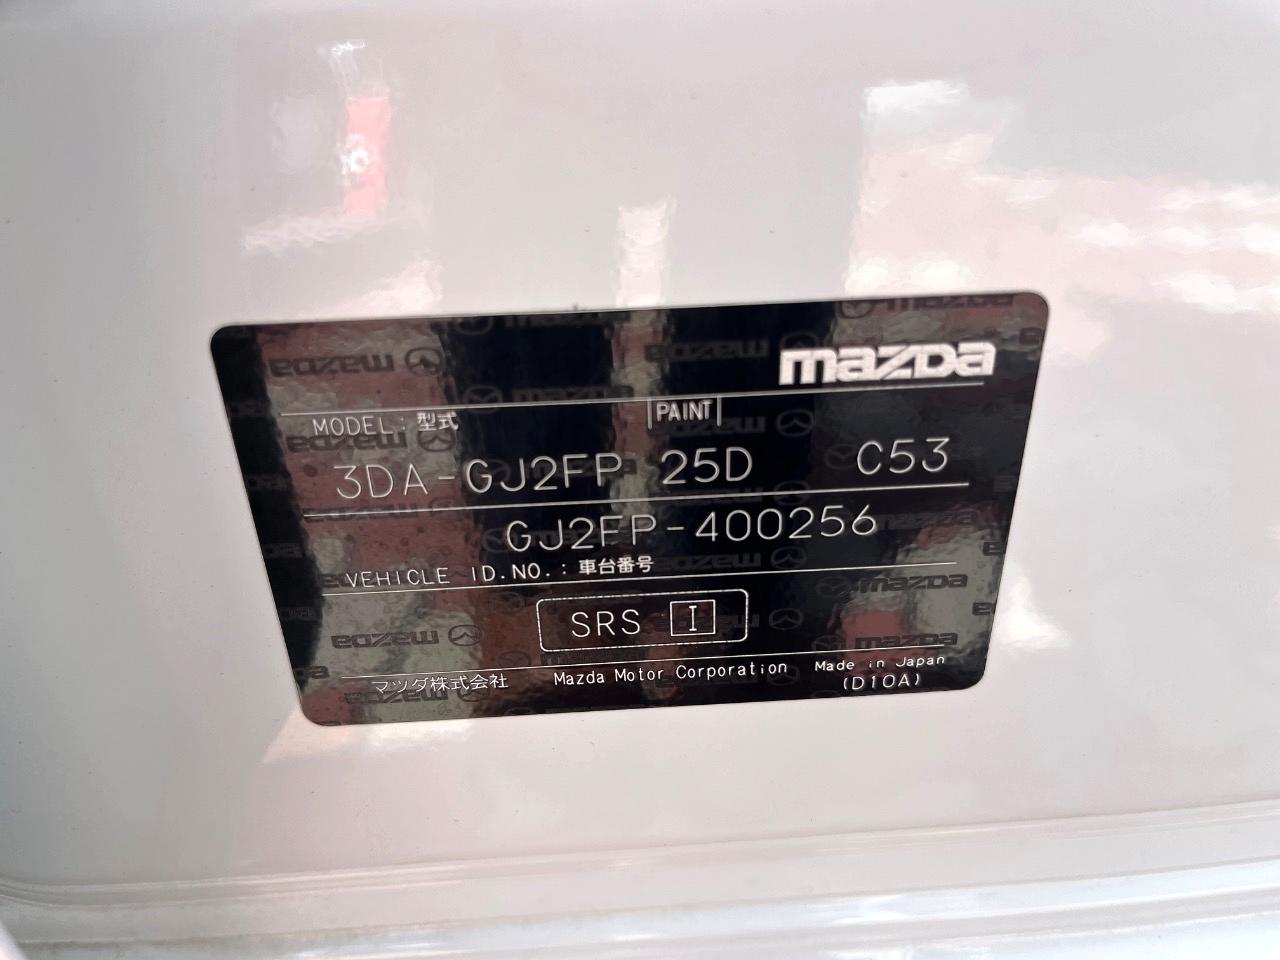 mazda
MODEL : 型式 PAINT
3DA-GJ2FP 25D C53
GJ2FP-400256
VEHICLE ID.NO. : 車台番号
SRS I
マツダ株式会社 Mazda Motor Corporation Made in Japan
(D10A)